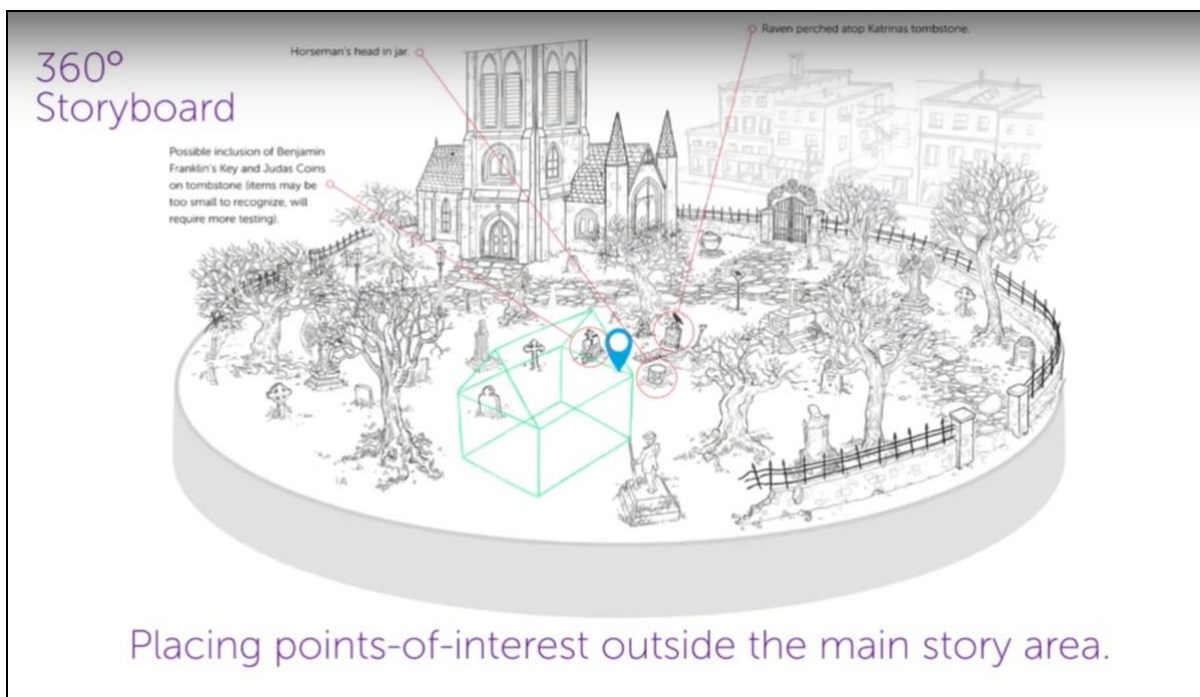 360°
Storyboard
Horseman's head in jar.
Raven perched atop Katrinas tombstone.
Possible inclusion of Benjamin
Franklin's Key and Judas Coins
on tombstone (items may be
too small to recognize, will
require more testing).
Placing points-of-interest outside the main story area.